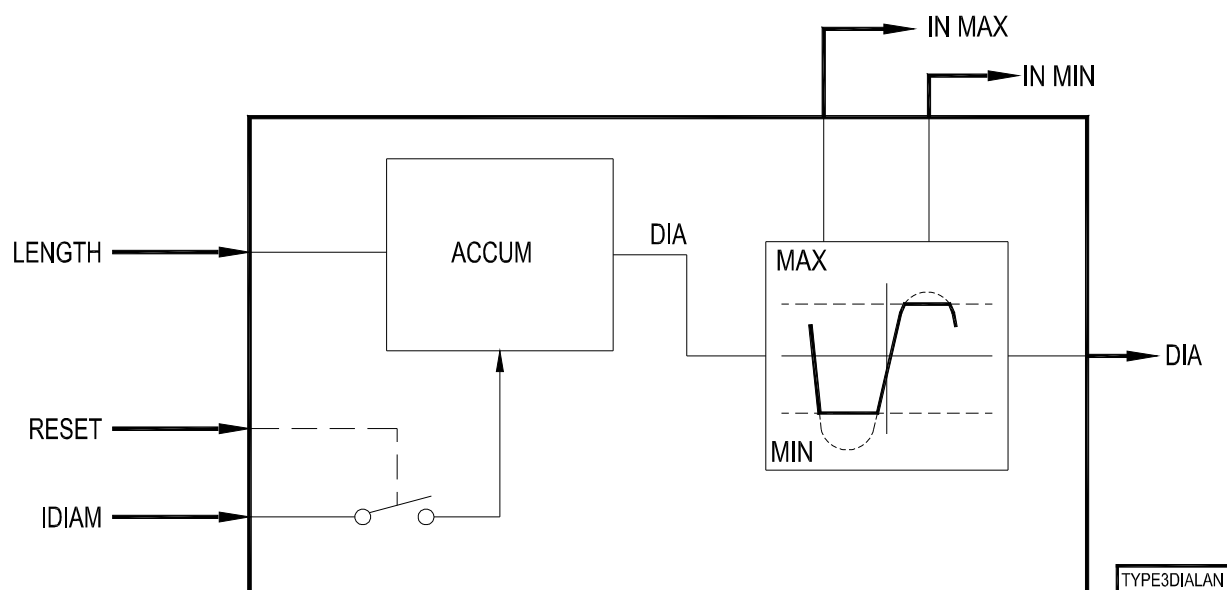 IN MAX
IN MIN
LENGTH
ACCUM
DIA
MAX
MIN
DIA
RESET
IDIAM
TYPE3DIALAN